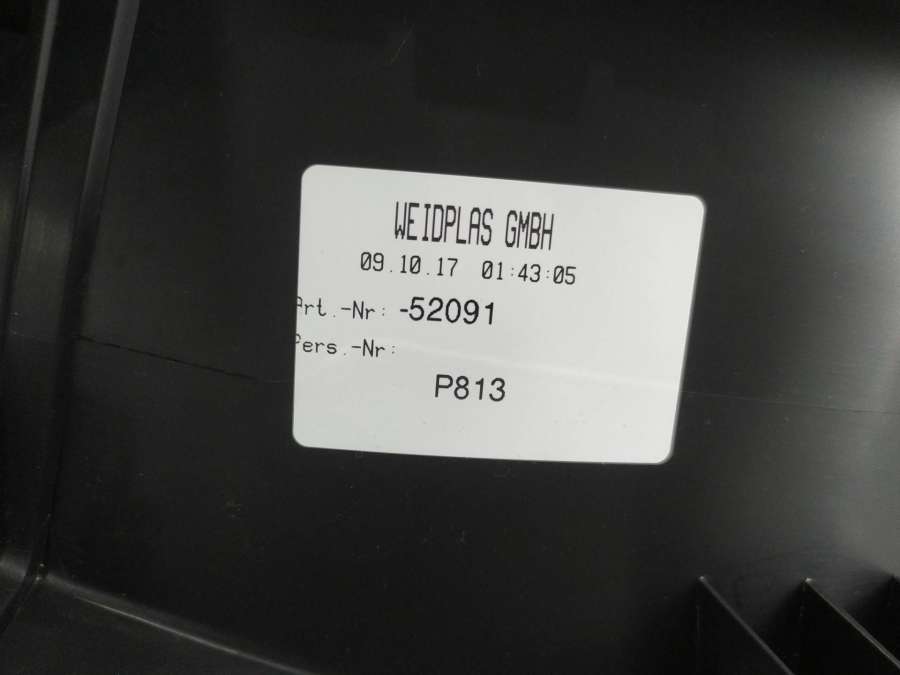 WEIDPLAS GMBH
09.10.17 01:43:05
Art.-Nr: -52091
Pers.-Nr:
P813